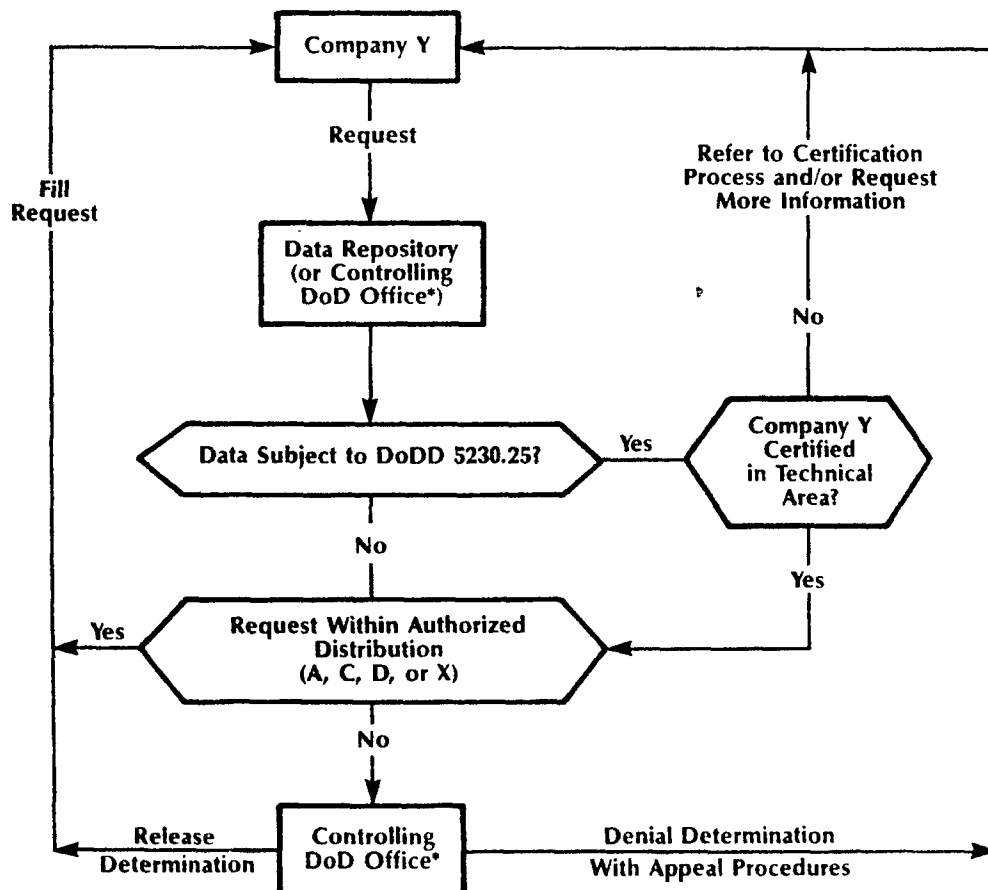 Company Y
Request
Fill
Request
Refer to Certification
Process and/or Request
More Information
Data Repository
(or Controlling
DoD Office*)
No
Data Subject to DoDD 5230.25?
Yes
Company Y
Certified
in Technical
Area?
No
Yes
Yes
Request Within Authorized
Distribution
(A, C, D, or X)
No
Release
Determination
Controlling
DoD Office*
Denial Determination
With Appeal Procedures